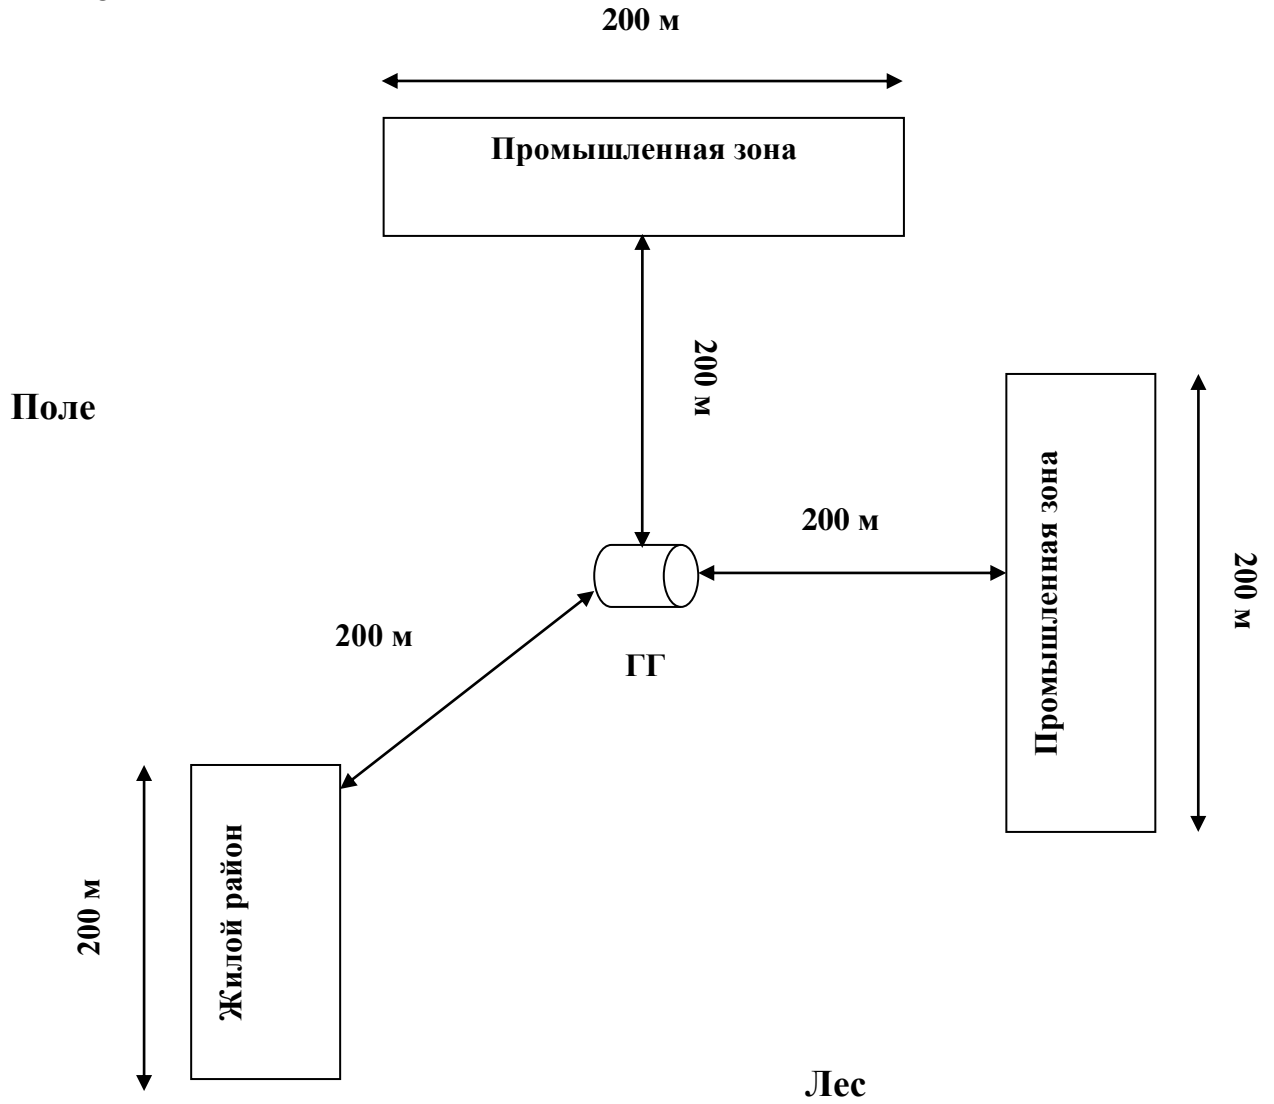 200 м
Промышленная зона
200 м
Поле
200 м
Промышленная зона
200 м
200 м
ГГ
Жилой район
200 м
Лес